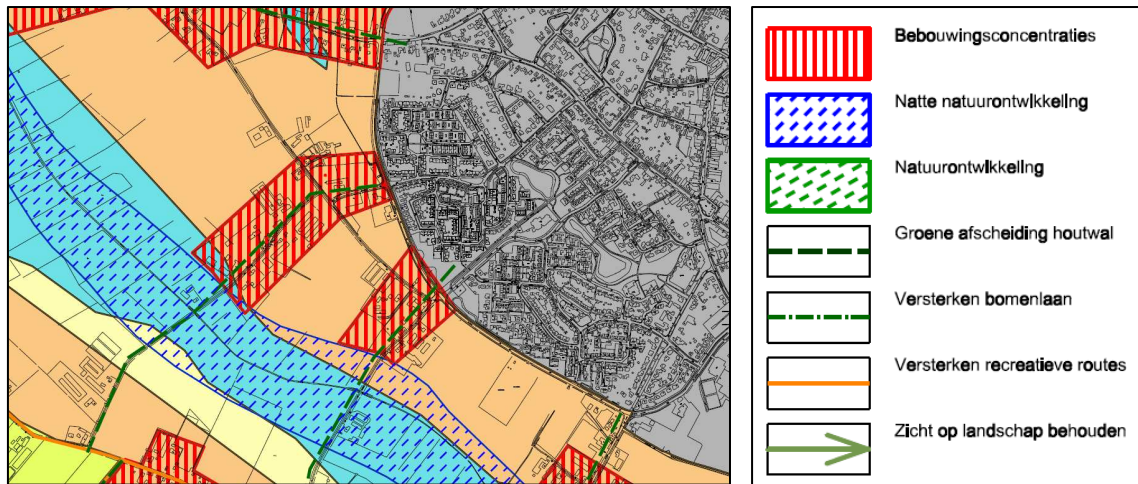 Bebouwingsconcentraties
Natte natuurontwikkeling
Natuurontwikkeling
Groene afscheiding houtwal
Versterken bomenlaan
Versterken recreatieve routes
Zicht op landschap behouden